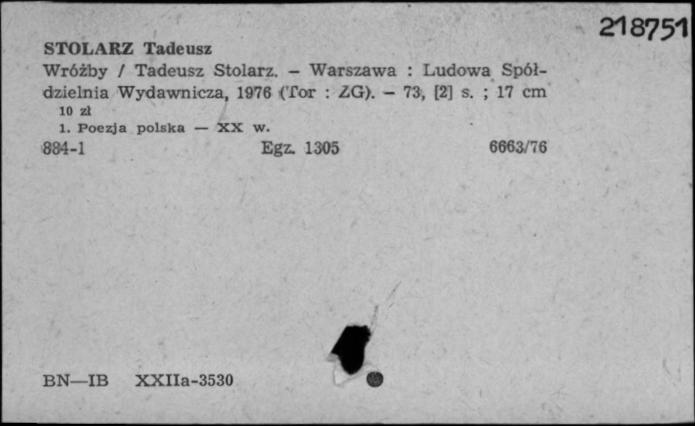 218751
STOLARZ Tadeusz
Wróżby / Tadeusz Stolarz. – Warszawa : Ludowa Spół-
dzielnia Wydawnicza, 1976 (Tor : ZG). – 73, [2] s. ; 17 cm
10 zł
1. Poezja polska — XX w.
884-1 Egz. 1305 6663/76
BN—IB XXIIa-3530